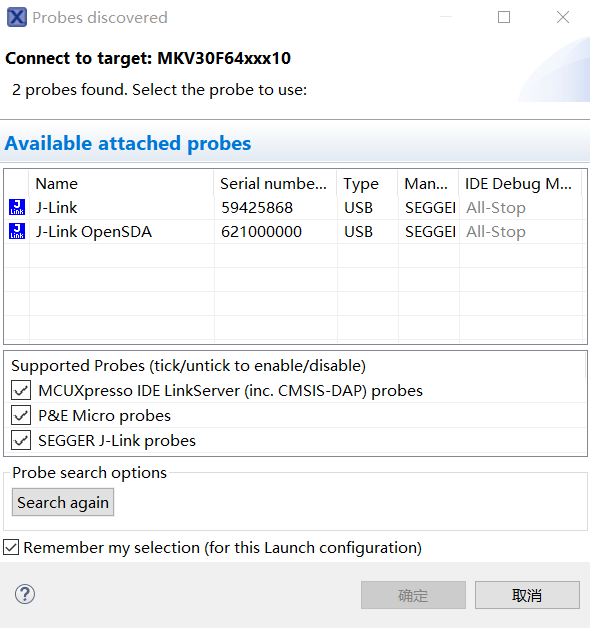 Probes discovered
Connect to target: MKV30F64xxx10
2 probes found. Select the probe to use:
Available attached probes
Name Serial numbe... Type Man... IDE Debug M...
J-Link 59425868 USB SEGGEI All-Stop
J-Link OpenSDA 621000000 USB SEGGEI All-Stop
Supported Probes (tick/untick to enable/disable)
MCUXpresso IDE LinkServer (inc. CMSIS-DAP) probes
P&E Micro probes
SEGGER J-Link probes
Probe search options
Search again
Remember my selection (for this Launch configuration)
确定 取消